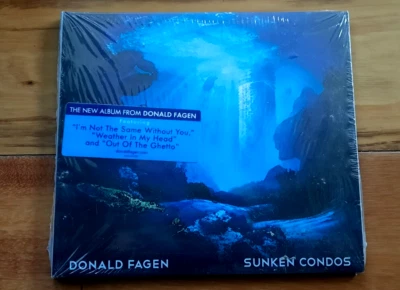 THE NEW ALBUM FROM DONALD FAGEN
Featuring
"I'm Not The Same Without You,"
"Weather In My Head"
and "Out Of The Ghetto"
DONALD FAGEN SUNKEN CONDOS